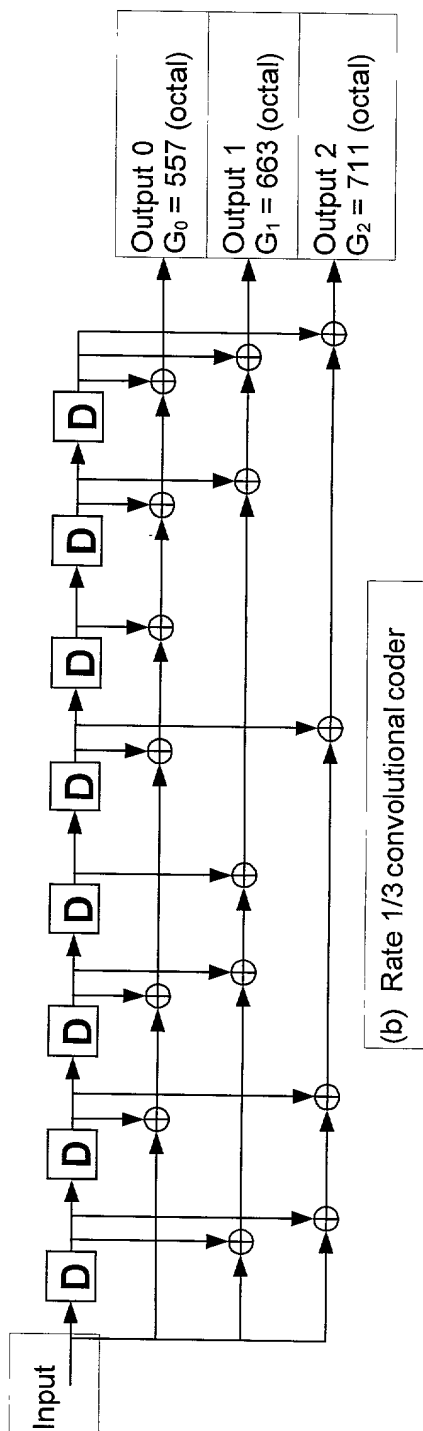 Input
D
D
D
D
D
D
D
D
Output 0
G₀ = 557 (octal)
Output 1
G₁ = 663 (octal)
Output 2
G₂ = 711 (octal)
(b) Rate 1/3 convolutional coder